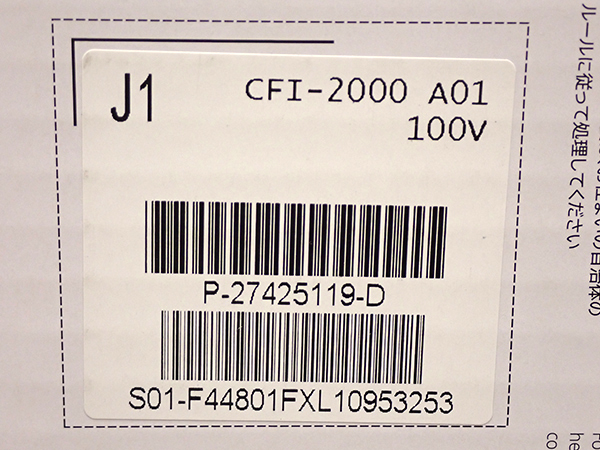 J1
CFI-2000 A01
100V
P-27425119-D
S01-F44801FXL10953253
ルールに従って処理してください